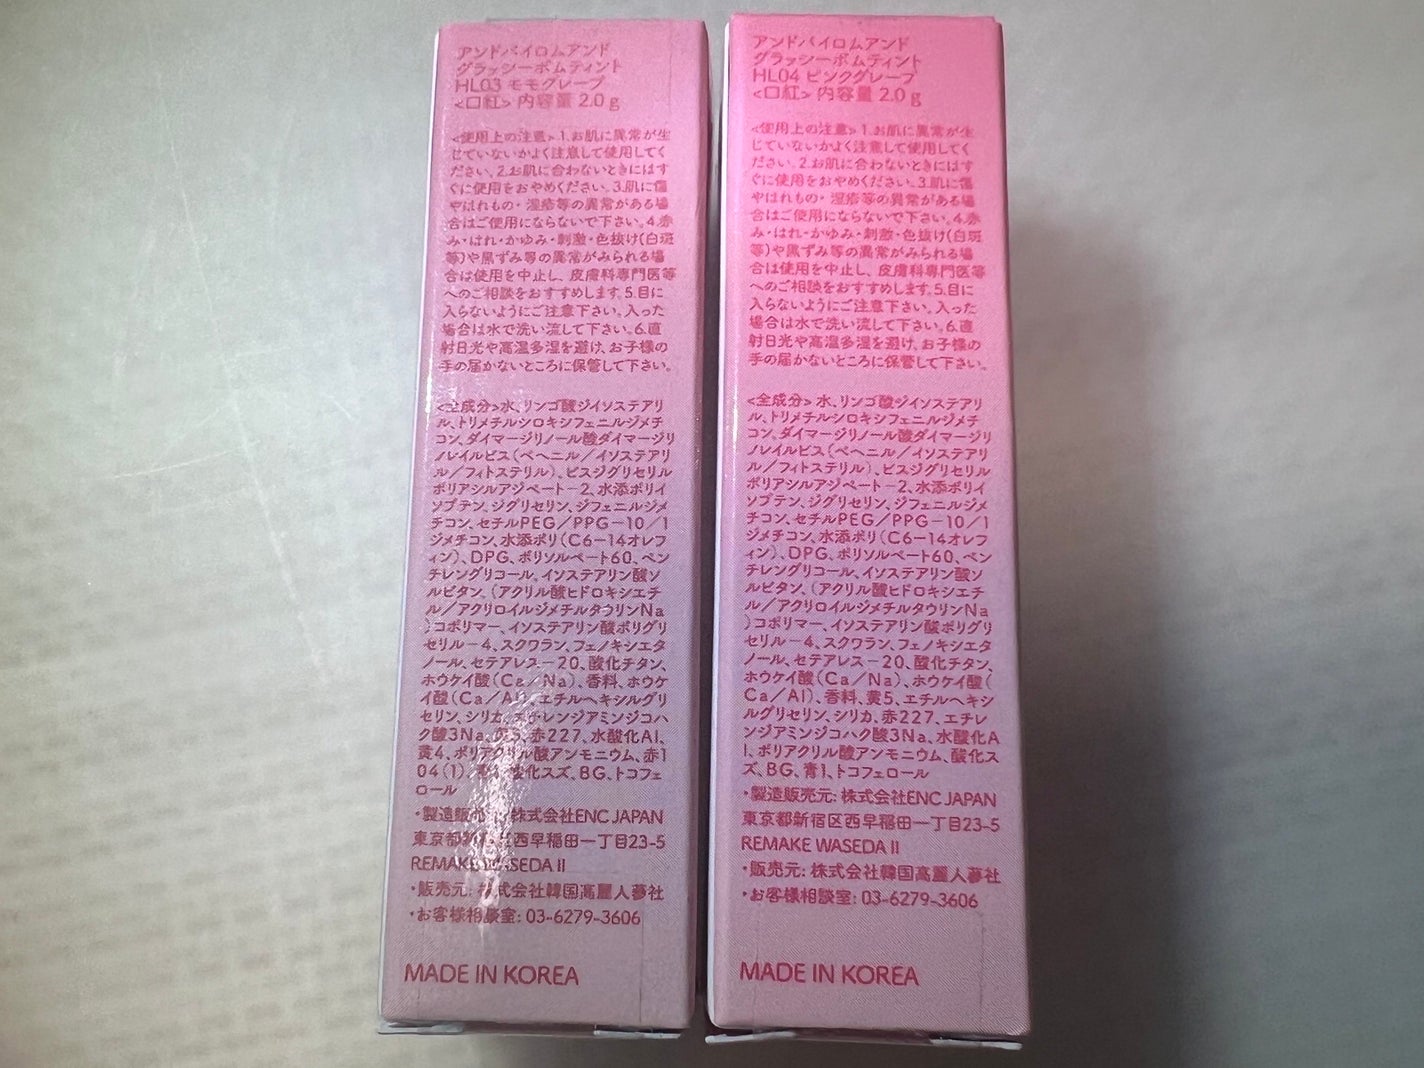 アンドバイロムアンド
グラッシーボムティント
HL03 モモグレープ
<口紅> 内容量 2.0 g
<使用上の注意> 1.お肌に異常が生
じていないかよく注意して使用してく
ださい。2.お肌に合わないときにはす
ぐに使用をおやめください。3.肌に傷
やはれもの・湿疹等の異常がある場
合はご使用にならないで下さい。4.赤
み・はれ・かゆみ・刺激・色抜け(白斑
等)や黒ずみ等の異常がみられる場
合は使用を中止し、皮膚科専門医等
へのご相談をおすすめします。5.目に
入らないようにご注意下さい。入った
場合は水で洗い流して下さい。6.直
射日光や高温多湿を避け、お子様の
手の届かないところに保管して下さい。
<全成分>水、リンゴ酸ジイソステアリ
ル、トリメチルシロキシフェニルジメチ
コン、ダイマージリノール酸ダイマージリ
ノレイルビス(ベヘニル/イソステアリ
ル/フィトステリル)、ビスジグリセリル
ポリアシルアジペート-2、水添ポリイ
ソブテン、ジグリセリン、ジフェニルジメ
チコン、セチルPEG/PPG-10/1
ジメチコン、水添ポリ(C6-14オレフ
ィン)、DPG、ポリソルベート60、ペン
チレングリコール、イソステアリン酸ソ
ルビタン、(アクリル酸ヒドロキシエチ
ル/アクリロイルジメチルタウリンNa
)コポリマー、イソステアリン酸ポリグリ
セリル-4、スクワラン、フェノキシエタ
ノール、セテアレス-20、酸化チタン、
ホウケイ酸(Ca/Na)、香料、ホウケ
イ酸(Ca/Al)、エチルヘキシルグリ
セリン、シリカ、エチレンジアミンジコハ
ク酸3Na、黄5、赤227、水酸化Al、
黄4、ポリアクリル酸アンモニウム、赤1
04(1)、酸化スズ、BG、トコフェ
ロール
・製造販売元: 株式会社ENC JAPAN
東京都新宿区西早稲田一丁目23-5
REMAKE WASEDA II
・販売元: 株式会社韓国高麗人蔘社
・お客様相談室: 03-6279-3606
MADE IN KOREA
アンドバイロムアンド
グラッシーボムティント
HL04 ピンクグレープ
<口紅> 内容量 2.0 g
<使用上の注意> 1.お肌に異常が生
じていないかよく注意して使用してく
ださい。2.お肌に合わないときにはす
ぐに使用をおやめください。3.肌に傷
やはれもの・湿疹等の異常がある場
合はご使用にならないで下さい。4.赤
み・はれ・かゆみ・刺激・色抜け(白斑
等)や黒ずみ等の異常がみられる場
合は使用を中止し、皮膚科専門医等
へのご相談をおすすめします。5.目に
入らないようにご注意下さい。入った
場合は水で洗い流して下さい。6.直
射日光や高温多湿を避け、お子様の
手の届かないところに保管して下さい。
<全成分> 水、リンゴ酸ジイソステアリ
ル、トリメチルシロキシフェニルジメチ
コン、ダイマージリノール酸ダイマージリ
ノレイルビス(ベヘニル/イソステアリ
ル/フィトステリル)、ビスジグリセリル
ポリアシルアジペート-2、水添ポリイ
ソブテン、ジグリセリン、ジフェニルジメ
チコン、セチルPEG/PPG-10/1
ジメチコン、水添ポリ(C6-14オレフ
ィン)、DPG、ポリソルベート60、ペン
チレングリコール、イソステアリン酸ソ
ルビタン、(アクリル酸ヒドロキシエチ
ル/アクリロイルジメチルタウリンNa
)コポリマー、イソステアリン酸ポリグリ
セリル-4、スクワラン、フェノキシエタ
ノール、セテアレス-20、酸化チタン、
ホウケイ酸(Ca/Na)、ホウケイ酸(
Ca/Al)、香料、黄5、エチルヘキシ
ルグリセリン、シリカ、赤227、エチレ
ンジアミンジコハク酸3Na、水酸化A
l、ポリアクリル酸アンモニウム、酸化ス
ズ、BG、青1、トコフェロール
・製造販売元: 株式会社ENC JAPAN
東京都新宿区西早稲田一丁目23-5
REMAKE WASEDA II
・販売元: 株式会社韓国高麗人蔘社
・お客様相談室: 03-6279-3606
MADE IN KOREA